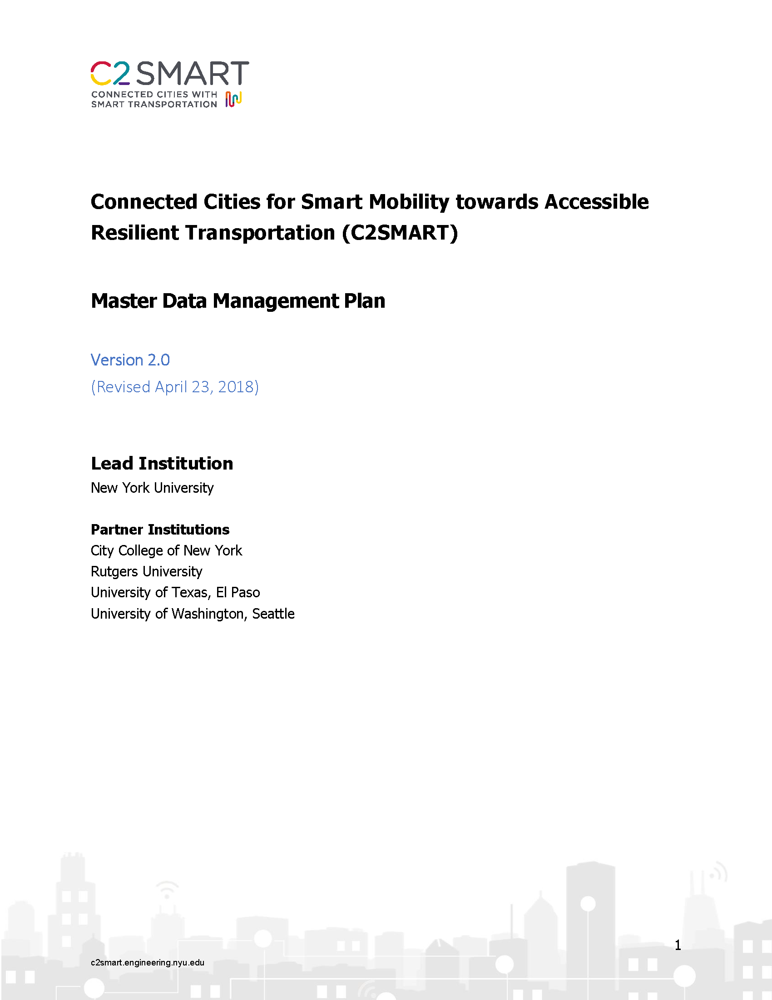 C2SMART
CONNECTED CITIES WITH
SMART TRANSPORTATION
Connected Cities for Smart Mobility towards Accessible
Resilient Transportation (C2SMART)
Master Data Management Plan
Version 2.0
(Revised April 23, 2018)
Lead Institution
New York University
Partner Institutions
City College of New York
Rutgers University
University of Texas, El Paso
University of Washington, Seattle
1
c2smart.engineering.nyu.edu